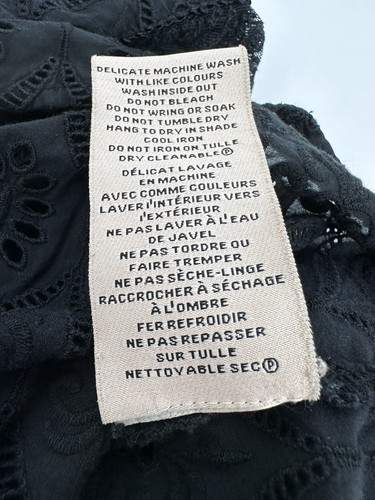 DELICATE MACHINE WASH
WITH LIKE COLOURS
WASH INSIDE OUT
DO NOT BLEACH
DO NOT WRING OR SOAK
DO NOT TUMBLE DRY
HANG TO DRY IN SHADE
COOL IRON
DO NOT IRON ON TULLE
DRY CLEANABLE Ⓟ
DÉLICAT LAVAGE
EN MACHINE
AVEC COMME COULEURS
LAVER L'INTÉRIEUR VERS
L'EXTÉRIEUR
NE PAS LAVER À L'EAU
DE JAVEL
NE PAS TORDRE OU
FAIRE TREMPER
NE PAS SÈCHE-LINGE
RACCROCHER À SÉCHAGE
À L'OMBRE
FER REFROIDIR
NE PAS REPASSER
SUR TULLE
NETTOYABLE SEC Ⓟ